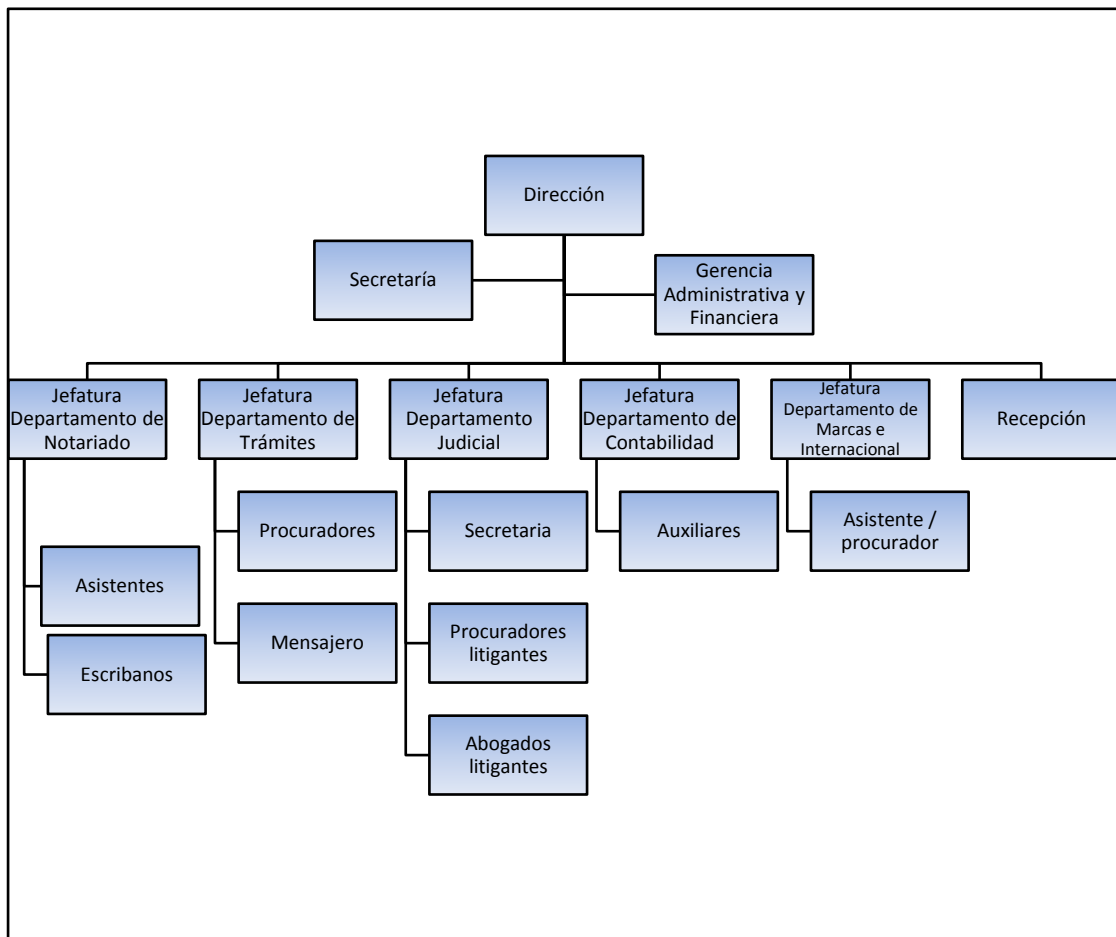 Dirección
Secretaría
Gerencia
Administrativa y
Financiera
Jefatura
Departamento de
Notariado
Jefatura
Departamento de
Trámites
Jefatura
Departamento
Judicial
Jefatura
Departamento de
Contabilidad
Jefatura
Departamento de
Marcas e
Internacional
Recepción
Procuradores
Secretaria
Auxiliares
Asistente /
procurador
Asistentes
Mensajero
Procuradores
litigantes
Escribanos
Abogados
litigantes